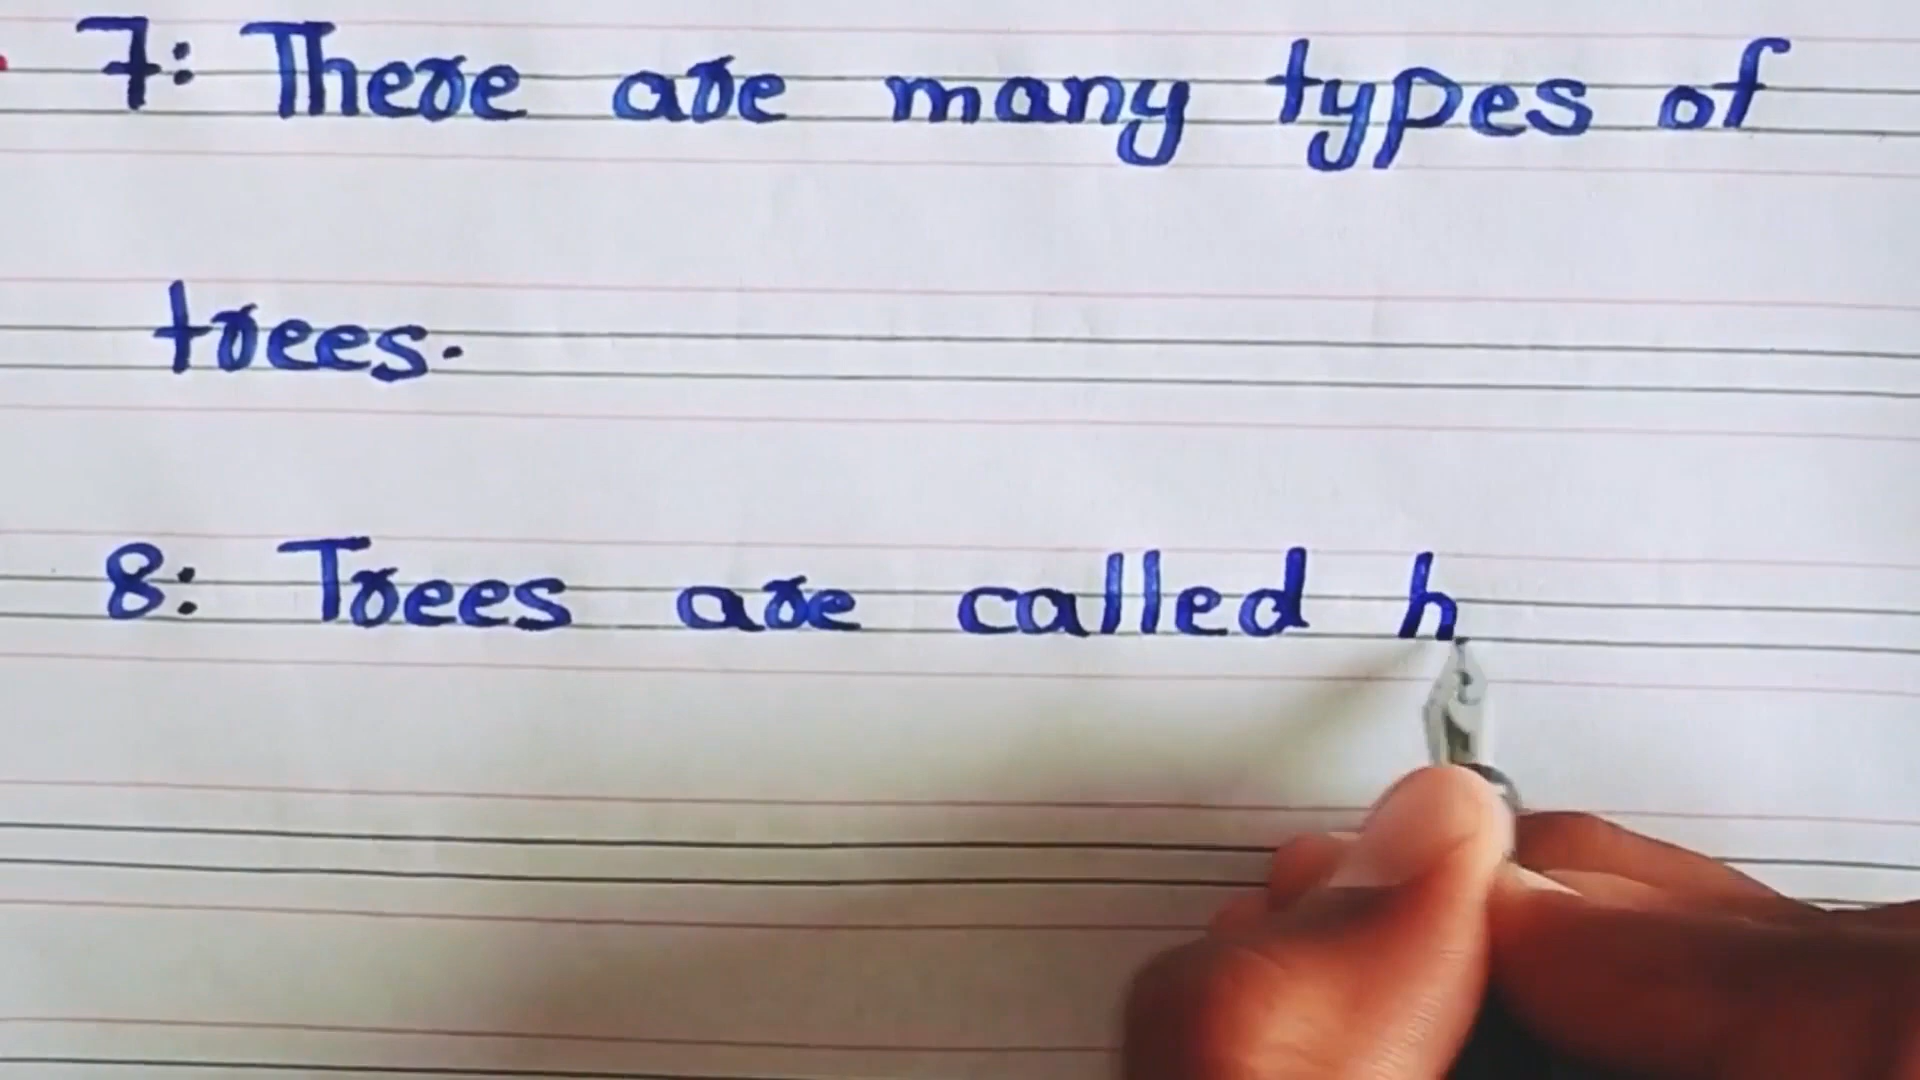 7: There are many types of
trees.
8: Trees are called h